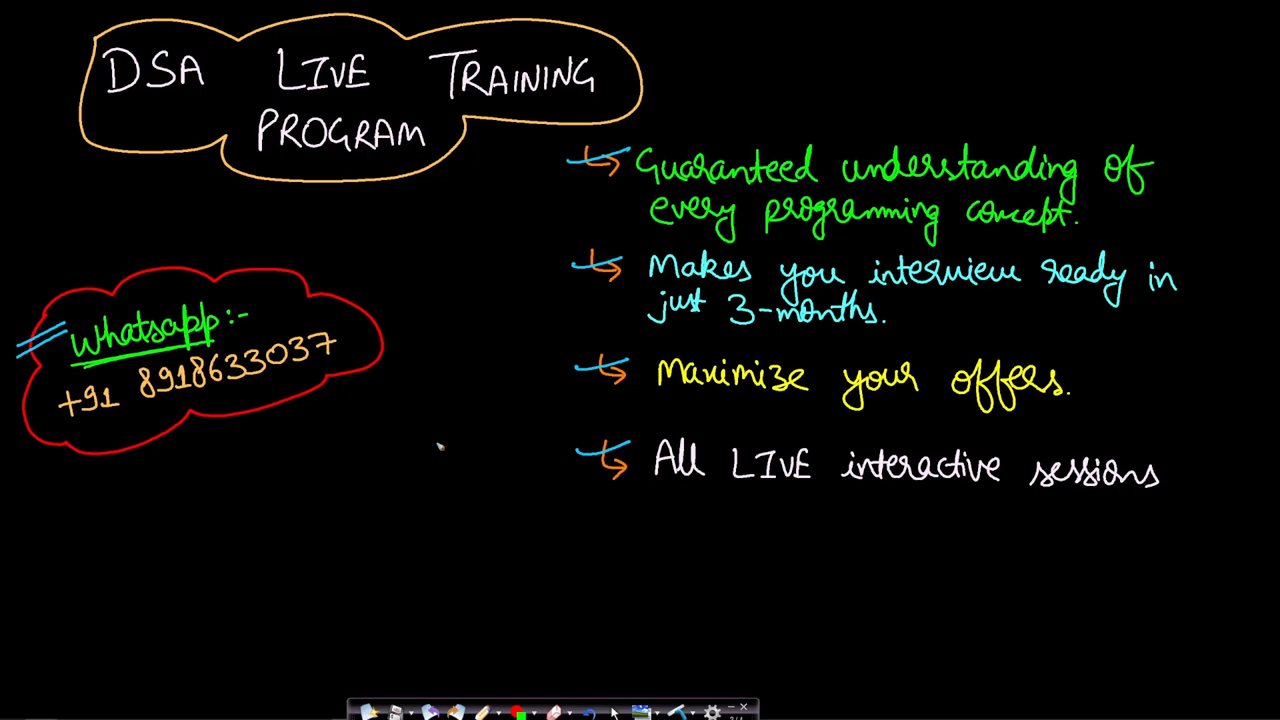 DSA LIVE TRAINING
PROGRAM
Guaranteed understanding of
every programming concept.
Makes you interview ready in
just 3-months.
Maximize your offers.
All LIVE interactive sessions
Whatsapp :-
+91 8918633037